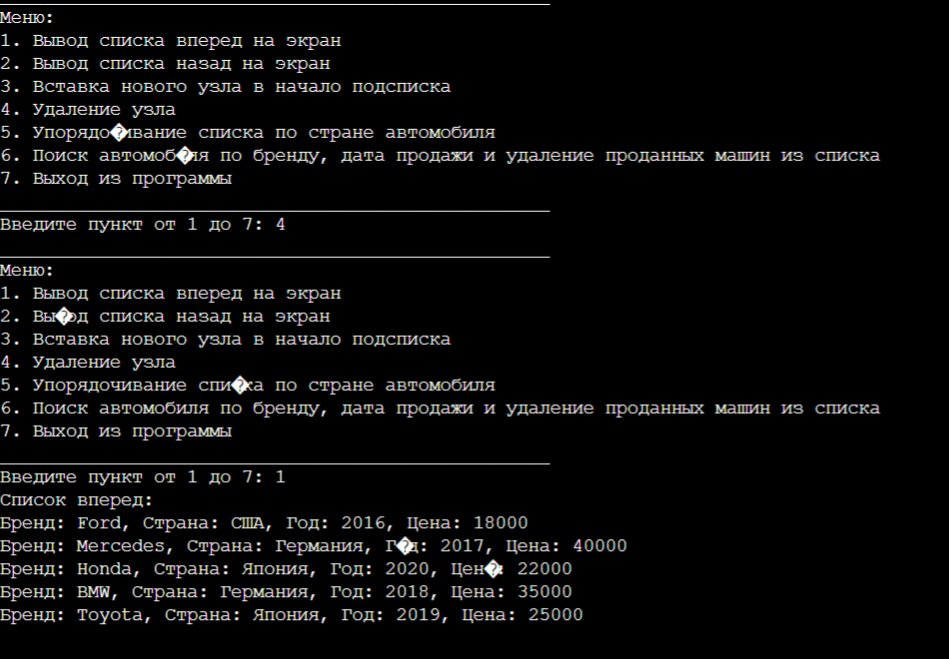 Меню:
1. Вывод списка вперед на экран
2. Вывод списка назад на экран
3. Вставка нового узла в начало подсписка
4. Удаление узла
5. Упорядо�ивание списка по стране автомобиля
6. Поиск автомоб�ля по бренду, дата продажи и удаление проданных машин из списка
7. Выход из программы
Введите пункт от 1 до 7: 4
Меню:
1. Вывод списка вперед на экран
2. Вы�од списка назад на экран
3. Вставка нового узла в начало подсписка
4. Удаление узла
5. Упорядочивание спи�ка по стране автомобиля
6. Поиск автомобиля по бренду, дата продажи и удаление проданных машин из списка
7. Выход из программы
Введите пункт от 1 до 7: 1
Список вперед:
Бренд: Ford, Страна: США, Год: 2016, Цена: 18000
Бренд: Mercedes, Страна: Германия, Г�д: 2017, Цена: 40000
Бренд: Honda, Страна: Япония, Год: 2020, Цен�: 22000
Бренд: BMW, Страна: Германия, Год: 2018, Цена: 35000
Бренд: Toyota, Страна: Япония, Год: 2019, Цена: 25000